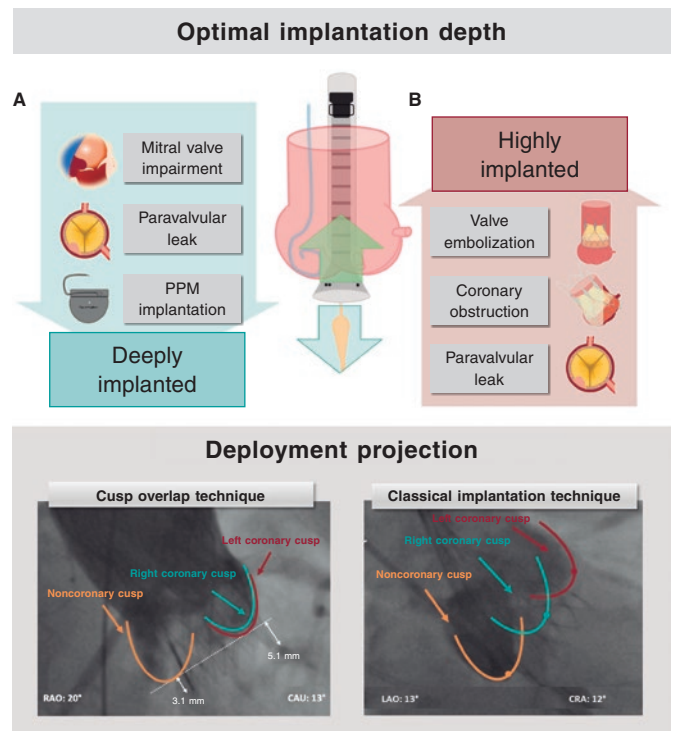 Optimal implantation depth
A
Mitral valve
impairment
Paravalvular
leak
PPM
implantation
Deeply
implanted
B
Highly
implanted
Valve
embolization
Coronary
obstruction
Paravalvular
leak
Deployment projection
Cusp overlap technique
Left coronary cusp
Right coronary cusp
Noncoronary cusp
5.1 mm
3.1 mm
RAO: 20°
CAU: 13°
Classical implantation technique
Left coronary cusp
Right coronary cusp
Noncoronary cusp
LAO: 13°
CRA: 12°